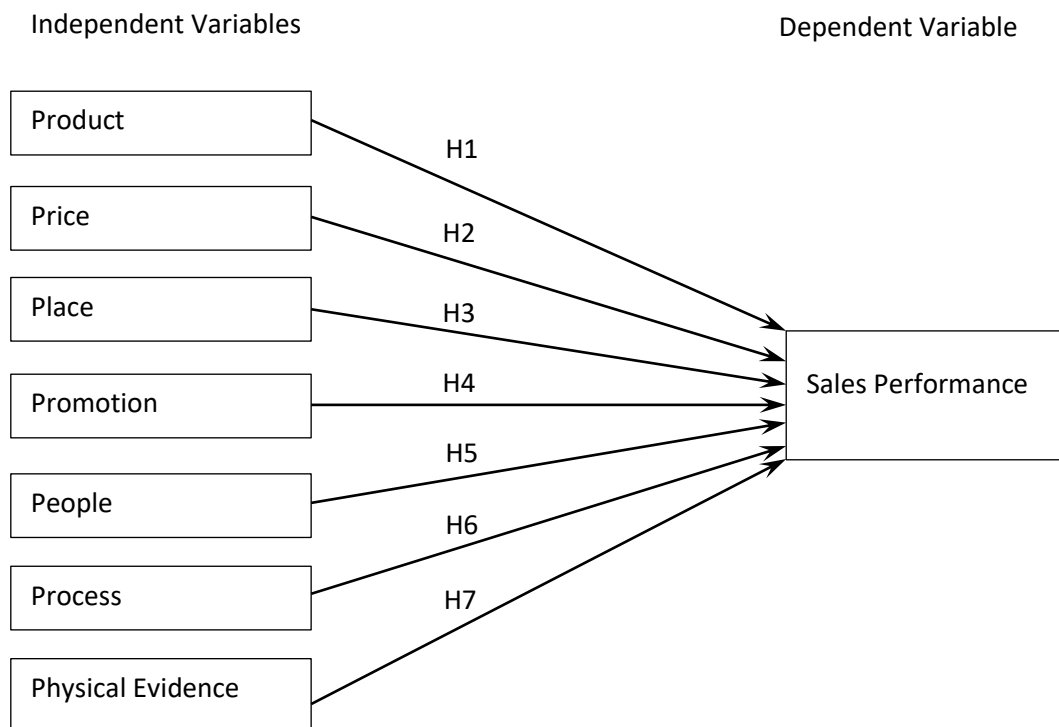 Independent Variables
Dependent Variable
Product
H1
Price
H2
Place
H3
Sales Performance
Promotion
H4
People
H5
Process
H6
Physical Evidence
H7